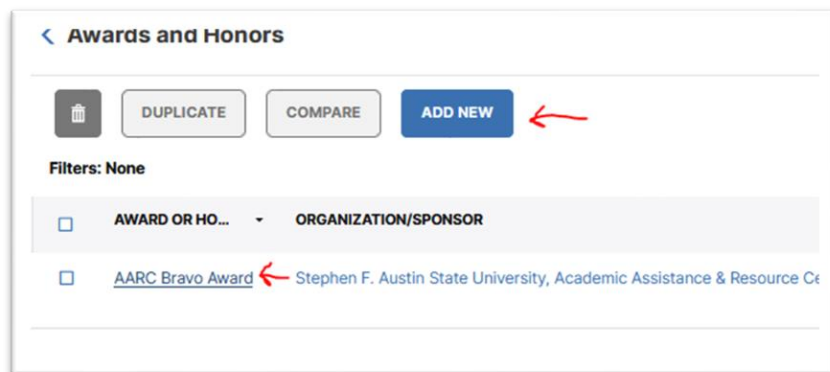 Awards and Honors
DUPLICATE COMPARE ADD NEW
Filters: None
AWARD OR HO... ORGANIZATION/SPONSOR
AARC Bravo Award Stephen F. Austin State University, Academic Assistance & Resource Ce